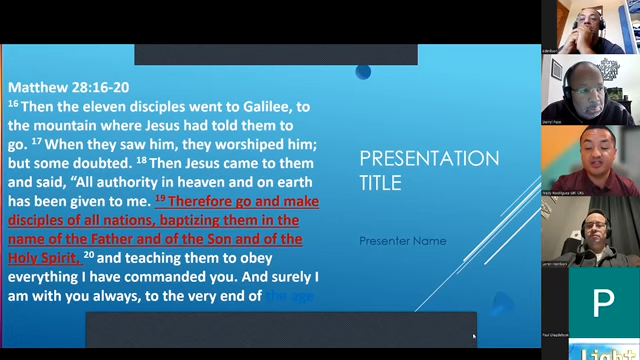 Matthew 28:16-20
16 Then the eleven disciples went to Galilee, to
the mountain where Jesus had told them to
go. 17 When they saw him, they worshiped him;
but some doubted. 18 Then Jesus came to them
and said, “All authority in heaven and on earth
has been given to me. 19 Therefore go and make
disciples of all nations, baptizing them in the
name of the Father and of the Son and of the
Holy Spirit, 20 and teaching them to obey
everything I have commanded you. And surely I
am with you always, to the very end of the age
PRESENTATION
TITLE
Presenter Name
P
Light